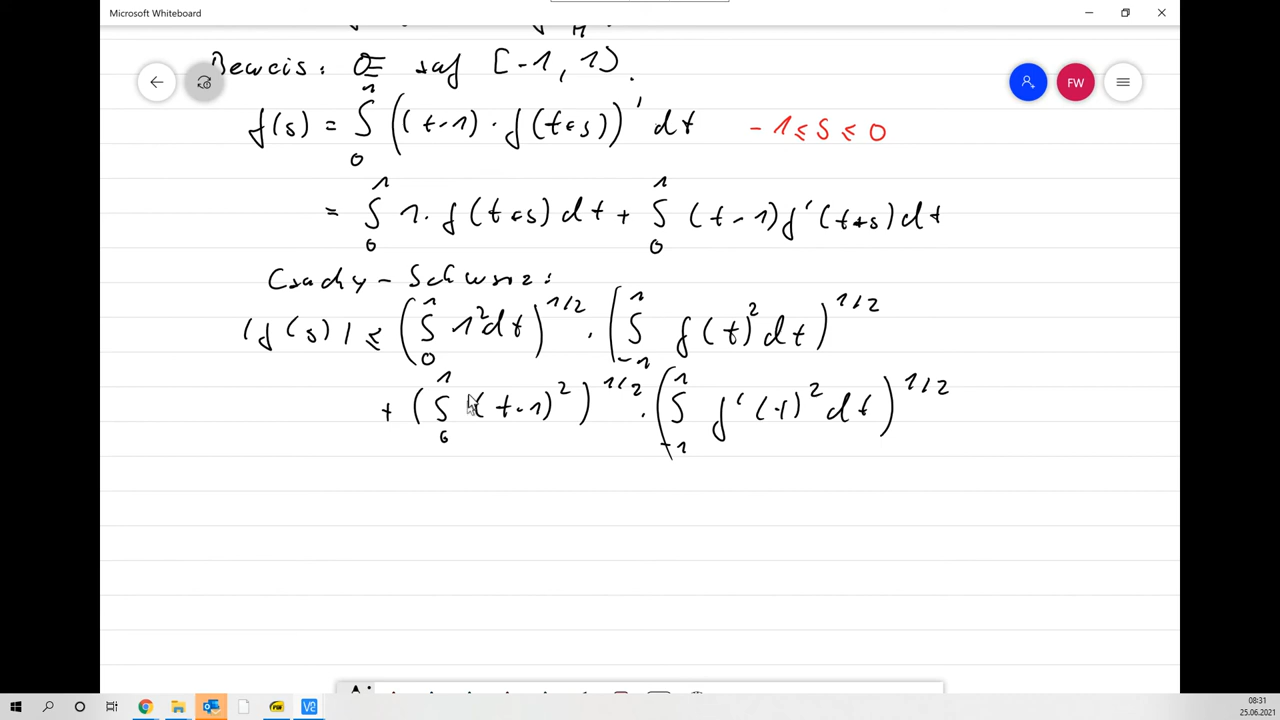 Microsoft Whiteboard
Beweis: Œ saf [-1, 1].
FW
f(s) = ∫₀¹ ((t-1) · f(t+s))' dt   -1 ≤ s ≤ 0
= ∫₀¹ 1 · f(t+s) dt + ∫₀¹ (t-1) f'(t+s) dt
Csachy-Schwarz:
|f(s)| ≤ (∫₀¹ 1² dt)^{1/2} · (∫₋₁¹ f(t)² dt)^{1/2}
+ (∫₀¹ (t-1)²)^{1/2} · (∫₋₁¹ f'(t)² dt)^{1/2}
08:31
25.06.2021